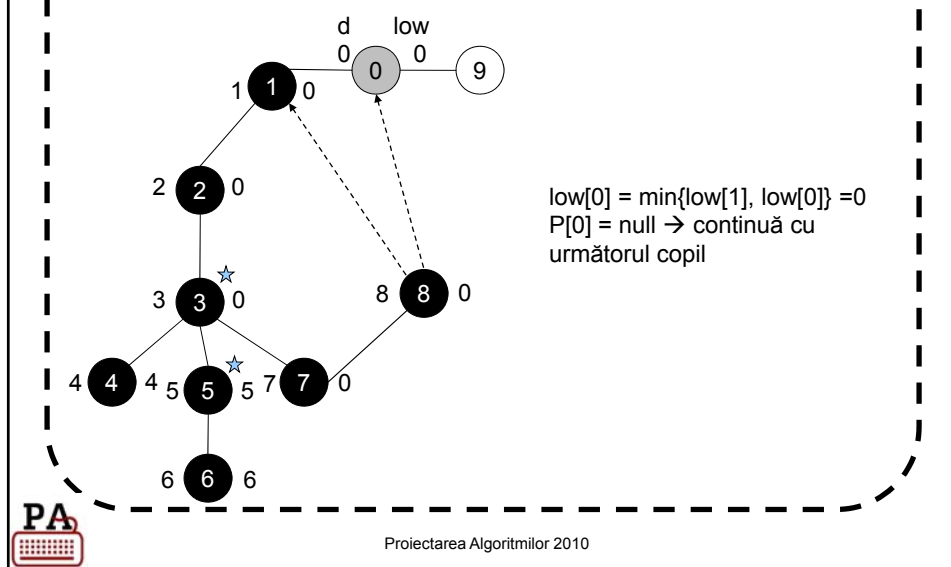 d low
0 0 0 9
1 1 0
2 2 0
low[0] = min{low[1], low[0]} =0
P[0] = null → continuă cu
următorul copil
3 3 0
8 8 0
4 4 4 5 5 5 7 7 0
6 6 6
PA
Proiectarea Algoritmilor 2010